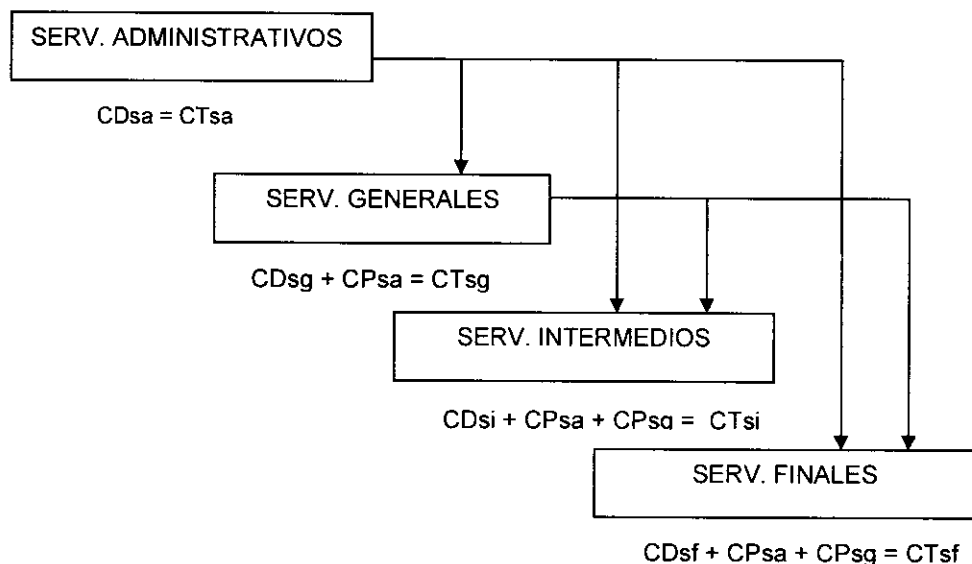 SERV. ADMINISTRATIVOS
CDsa = CTsa
SERV. GENERALES
CDsg + CPsa = CTsg
SERV. INTERMEDIOS
CDsi + CPsa + CPsg = CTsi
SERV. FINALES
CDsf + CPsa + CPsg = CTsf